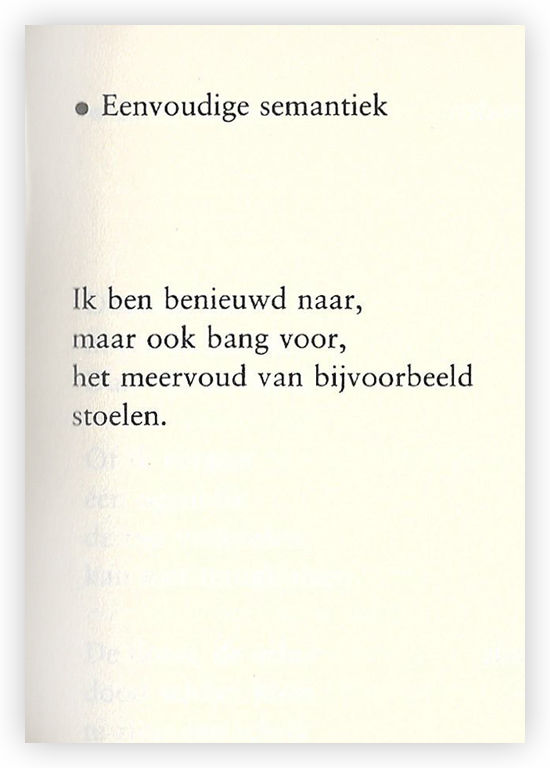 ● Eenvoudige semantiek
Ik ben benieuwd naar,
maar ook bang voor,
het meervoud van bijvoorbeeld
stoelen.